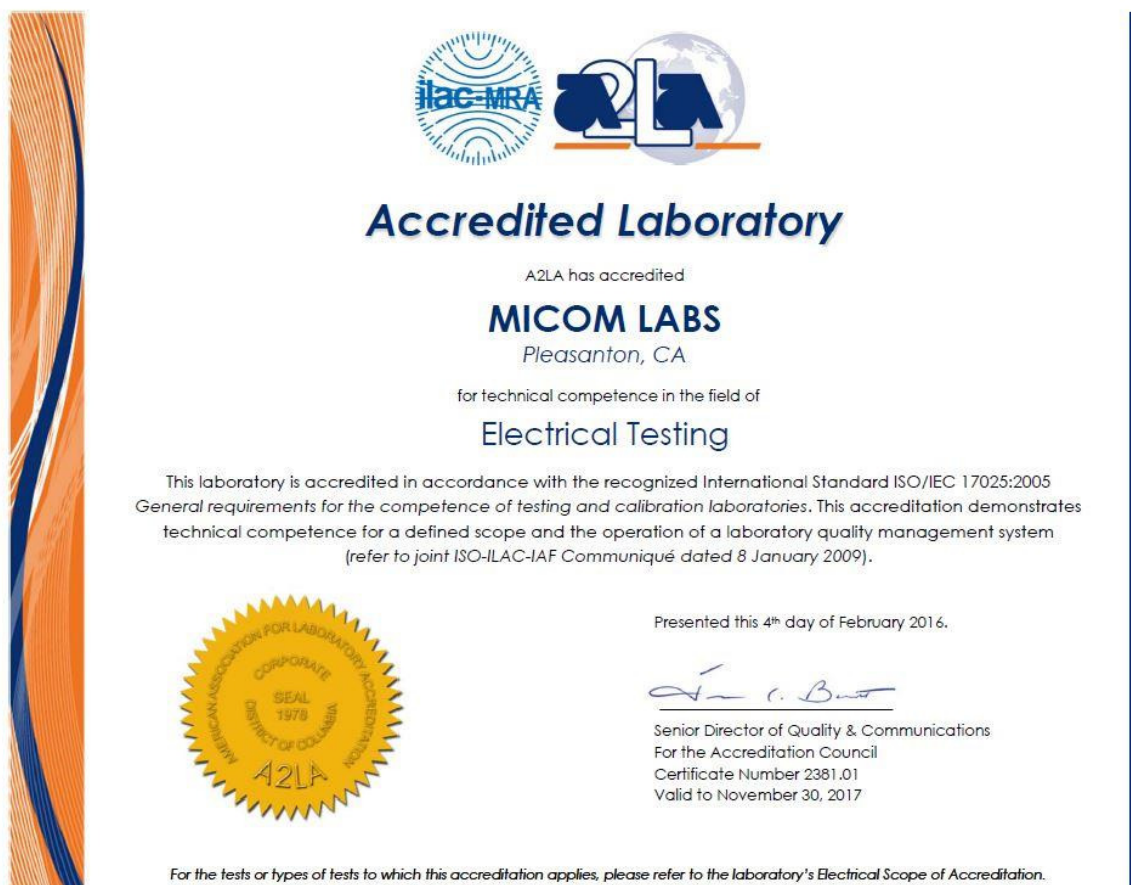 ilac-MRA
a2La
Accredited Laboratory
A2LA has accredited
MICOM LABS
Pleasanton, CA
for technical competence in the field of
Electrical Testing
This laboratory is accredited in accordance with the recognized International Standard ISO/IEC 17025:2005
General requirements for the competence of testing and calibration laboratories. This accreditation demonstrates
technical competence for a defined scope and the operation of a laboratory quality management system
(refer to joint ISO-ILAC-IAF Communiqué dated 8 January 2009).
AMERICAN ASSOCIATION FOR LABORATORY ACCREDITATION
CORPORATE
SEAL
1978
DISTRICT OF COLUMBIA
A2LA
Presented this 4th day of February 2016.
Senior Director of Quality & Communications
For the Accreditation Council
Certificate Number 2381.01
Valid to November 30, 2017
For the tests or types of tests to which this accreditation applies, please refer to the laboratory's Electrical Scope of Accreditation.